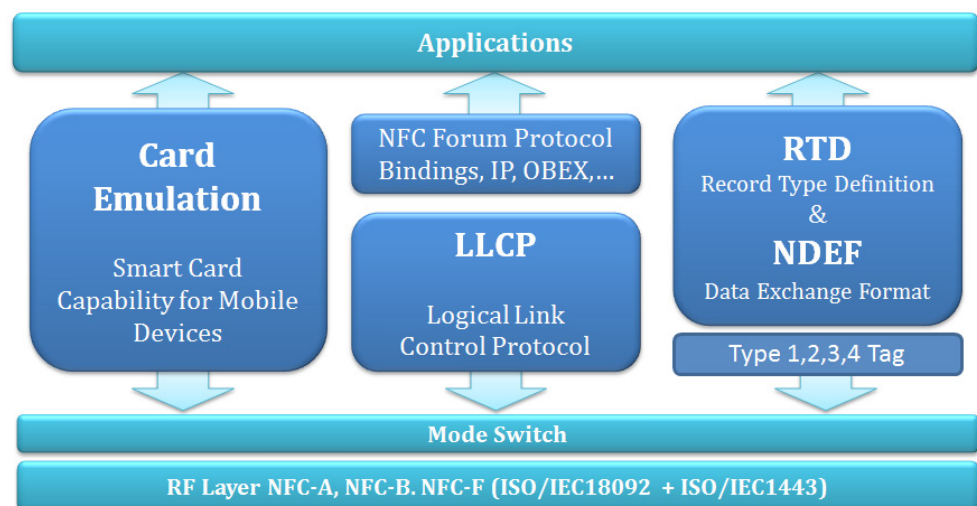 Applications
Card
Emulation
Smart Card
Capability for Mobile
Devices
NFC Forum Protocol
Bindings, IP, OBEX,...
LLCP
Logical Link
Control Protocol
RTD
Record Type Definition
&
NDEF
Data Exchange Format
Type 1,2,3,4 Tag
Mode Switch
RF Layer NFC-A, NFC-B. NFC-F (ISO/IEC18092 + ISO/IEC1443)